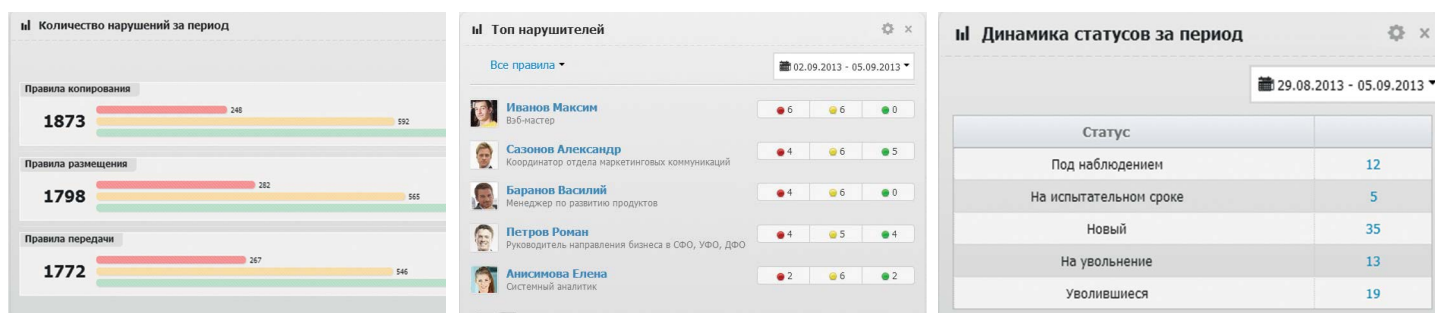 Количество нарушений за период
Правила копирования
248
1873
592
Правила размещения
282
1798
565
Правила передачи
267
1772
546
Топ нарушителей
Все правила
02.09.2013 - 05.09.2013
Иванов Максим
6 6 0
Вэб-мастер
Сазонов Александр
4 6 5
Координатор отдела маркетинговых коммуникаций
Баранов Василий
4 6 0
Менеджер по развитию продуктов
Петров Роман
4 5 4
Руководитель направления бизнеса в СФО, УФО, ДФО
Анисимова Елена
2 6 2
Системный аналитик
Динамика статусов за период
29.08.2013 - 05.09.2013
Статус
Под наблюдением 12
На испытательном сроке 5
Новый 35
На увольнение 13
Уволившиеся 19